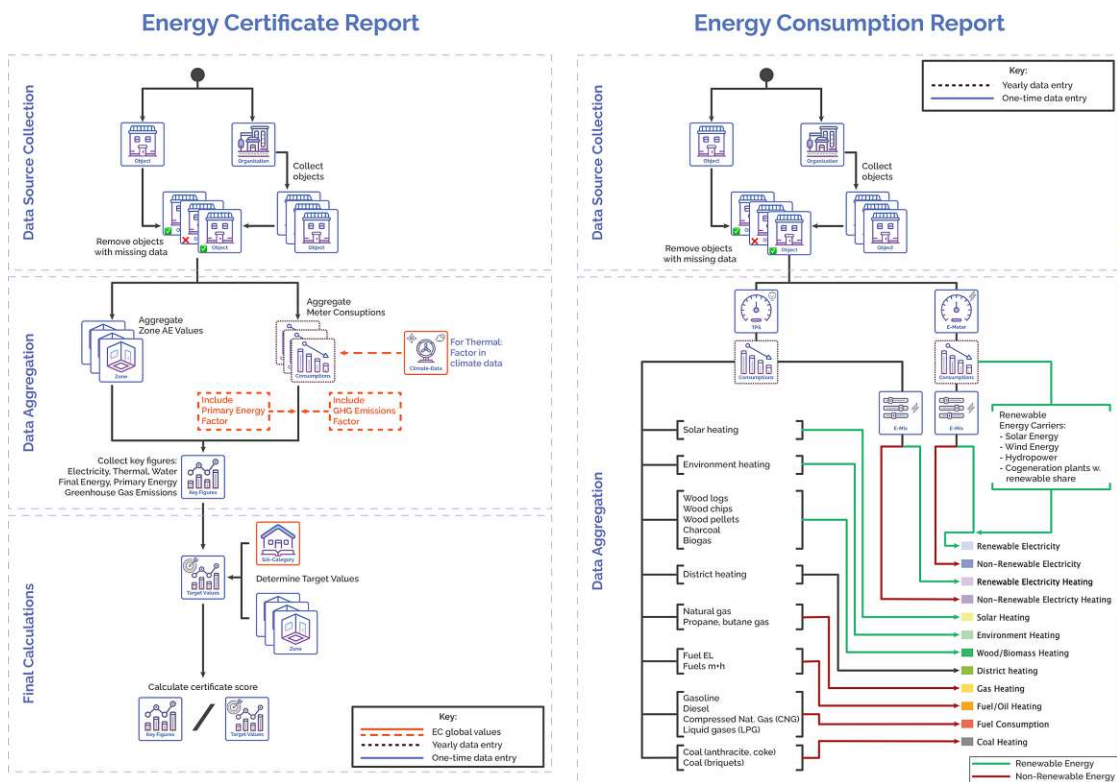 Energy Certificate Report
Data Source Collection
Object
Organisation
Collect
objects
Object
Object
Remove objects
with missing data
Data Aggregation
Aggregate
Zone AE Values
Zone
Aggregate
Meter Consuptions
Consumptions
Climate-Data
For Thermal:
Factor in
climate data
Include
Primary Energy
Factor
Include
GHG Emissions
Factor
Collect key figures:
Electricity, Thermal, Water
Final Energy, Primary Energy
Greenhouse Gas Emissions
Key Figures
Final Calculations
SIA-Category
Target Values
Determine Target Values
Zone
Calculate certificate score
Key Figures
/
Target Values
Key:
EC global values
Yearly data entry
One-time data entry
Energy Consumption Report
Key:
Yearly data entry
One-time data entry
Data Source Collection
Object
Organisation
Collect
objects
Object
Object
Remove objects
with missing data
Data Aggregation
E-Meter
Consumptions
Consumptions
E-Mix
E-Mix
Renewable
Energy Carriers:
- Solar Energy
- Wind Energy
- Hydropower
- Cogeneration plants w.
renewable share
Solar heating
Environment heating
Wood logs
Wood chips
Wood pellets
Charcoal
Biogas
District heating
Natural gas
Propane, butane gas
Fuel EL
Fuels m+h
Gasoline
Diesel
Compressed Nat. Gas (CNG)
Liquid gases (LPG)
Coal (anthracite, coke)
Coal (briquets)
Renewable Electricity
Non-Renewable Electricity
Renewable Electricity Heating
Non-Renewable Electricty Heating
Solar Heating
Environment Heating
Wood/Biomass Heating
District heating
Gas Heating
Fuel/Oil Heating
Fuel Consumption
Coal Heating
Renewable Energy
Non-Renewable Energy